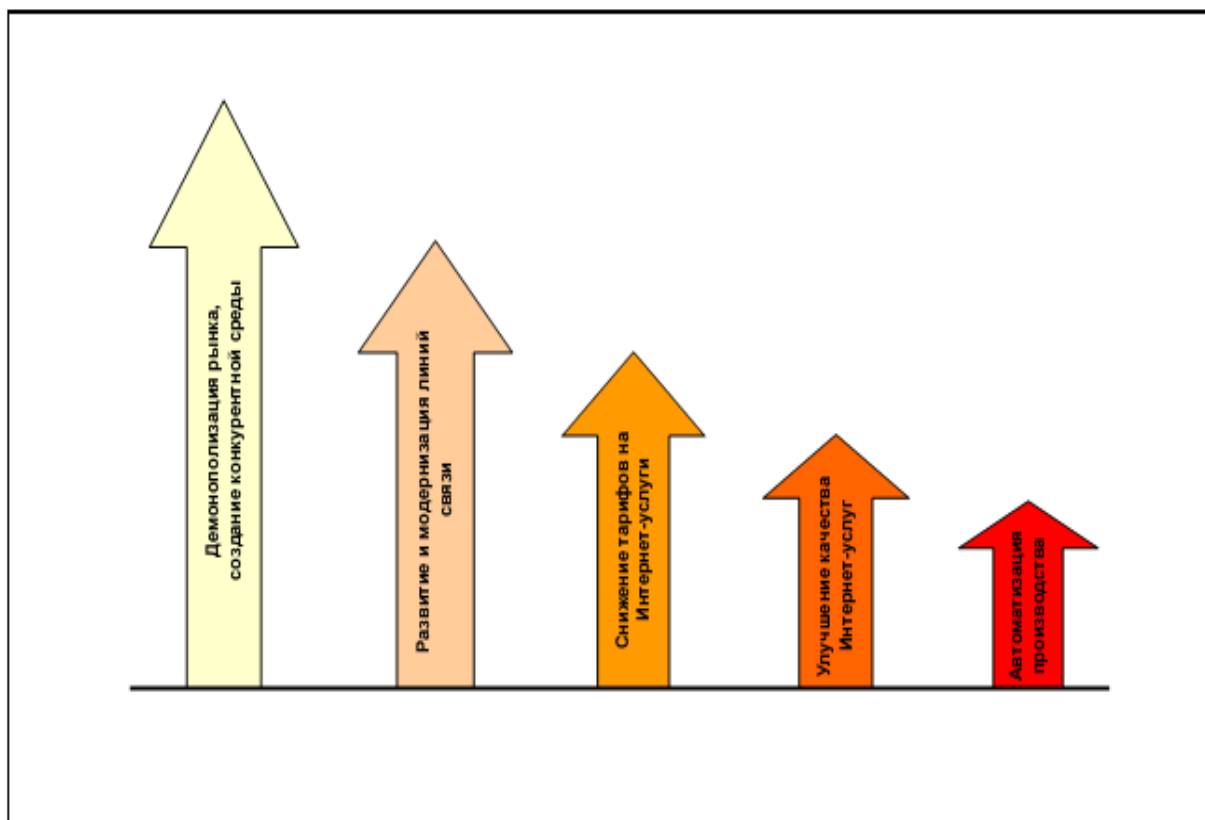 Демонополизация рынка,
создание конкурентной среды
Развитие и модернизация линий
связи
Снижение тарифов на
Интернет-услуги
Улучшение качества
Интернет-услуг
Автоматизация
производства